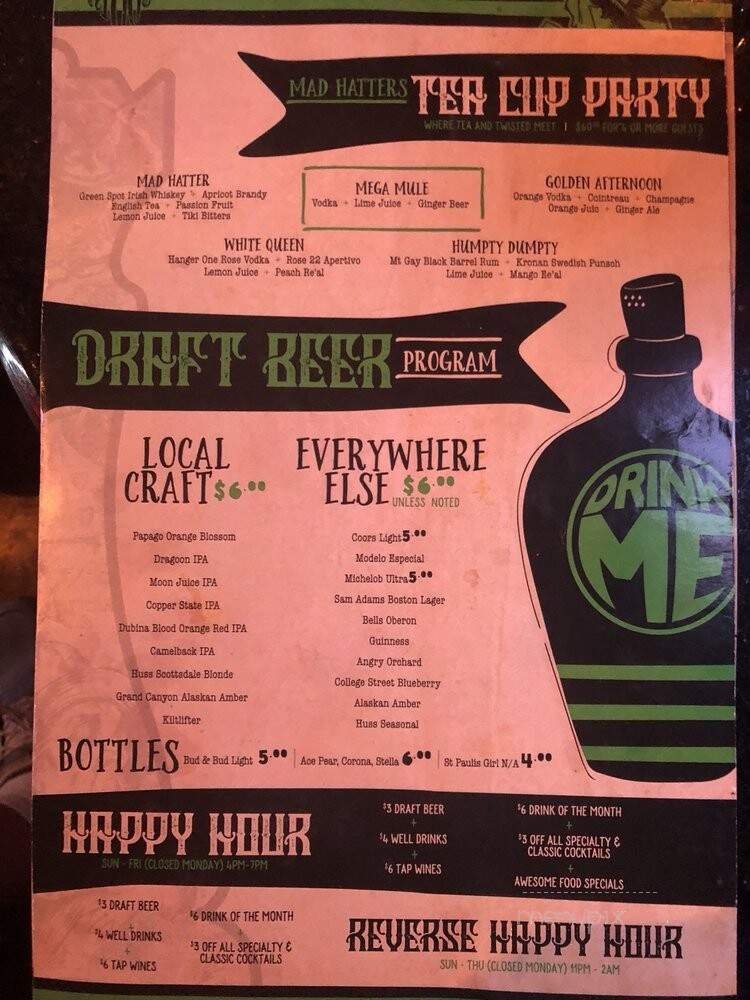 MAD HATTERS TEA CUP PARTY
WHERE TEA AND TWISTED MEET | $60.00 FOR 4 OR MORE GUESTS
MAD HATTER
Green Spot Irish Whiskey + Apricot Brandy
English Tea + Passion Fruit
Lemon Juice + Tiki Bitters
MEGA MULE
Vodka + Lime Juice + Ginger Beer
GOLDEN AFTERNOON
Orange Vodka + Cointreau + Champagne
Orange Juic + Ginger Ale
WHITE QUEEN
Hanger One Rose Vodka + Rose 22 Apertivo
Lemon Juice + Peach Re'al
HUMPTY DUMPTY
Mt Gay Black Barrel Rum + Kronan Swedish Punsch
Lime Juice + Mango Re'al
DRAFT BEER PROGRAM
LOCAL
CRAFT $6.00
Papago Orange Blossom
Dragoon IPA
Moon Juice IPA
Copper State IPA
Dubina Blood Orange Red IPA
Camelback IPA
Huss Scottsdale Blonde
Grand Canyon Alaskan Amber
Kiltlifter
EVERYWHERE
ELSE $6.00
UNLESS NOTED
Coors Light 5.00
Modelo Especial
Michelob Ultra 5.00
Sam Adams Boston Lager
Bells Oberon
Guinness
Angry Orchard
College Street Blueberry
Alaskan Amber
Huss Seasonal
DRINK
ME
BOTTLES Bud & Bud Light 5.00 | Ace Pear, Corona, Stella 6.00 | St Paulis Girl N/A 4.00
HAPPY HOUR
SUN - FRI (CLOSED MONDAY) 4PM-7PM
$3 DRAFT BEER
+
$4 WELL DRINKS
+
$6 TAP WINES
$6 DRINK OF THE MONTH
+
$3 OFF ALL SPECIALTY &
CLASSIC COCKTAILS
+
AWESOME FOOD SPECIALS
$3 DRAFT BEER
+
$4 WELL DRINKS
+
$6 TAP WINES
$6 DRINK OF THE MONTH
+
$3 OFF ALL SPECIALTY &
CLASSIC COCKTAILS
REVERSE HAPPY HOUR
SUN - THU (CLOSED MONDAY) 11PM - 2AM